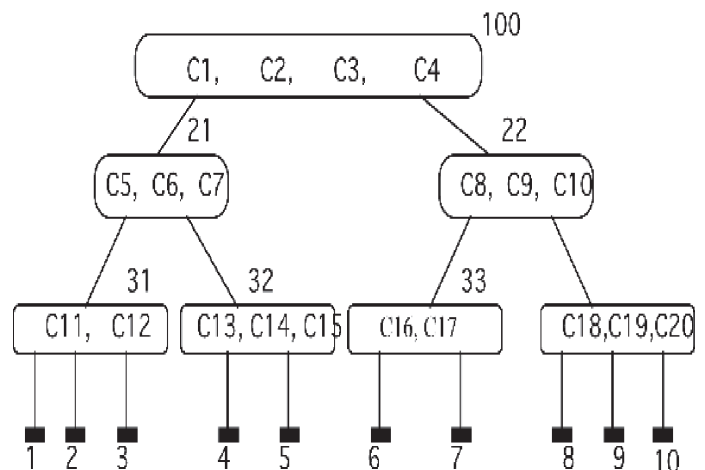 100
C1, C2, C3, C4
21 22
C5, C6, C7 C8, C9, C10
31 32 33
C11, C12 C13, C14, C15 C16, C17 C18,C19,C20
1 2 3 4 5 6 7 8 9 10